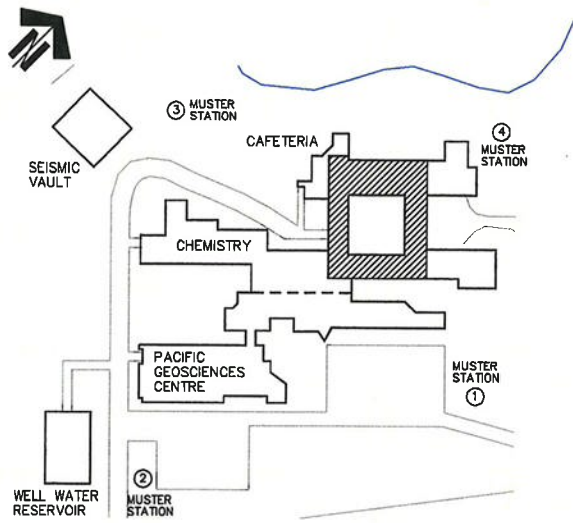 ③ MUSTER
STATION
CAFETERIA
④
MUSTER
STATION
SEISMIC
VAULT
CHEMISTRY
PACIFIC
GEOSCIENCES
CENTRE
MUSTER
STATION
①
WELL WATER
RESERVOIR
②
MUSTER
STATION